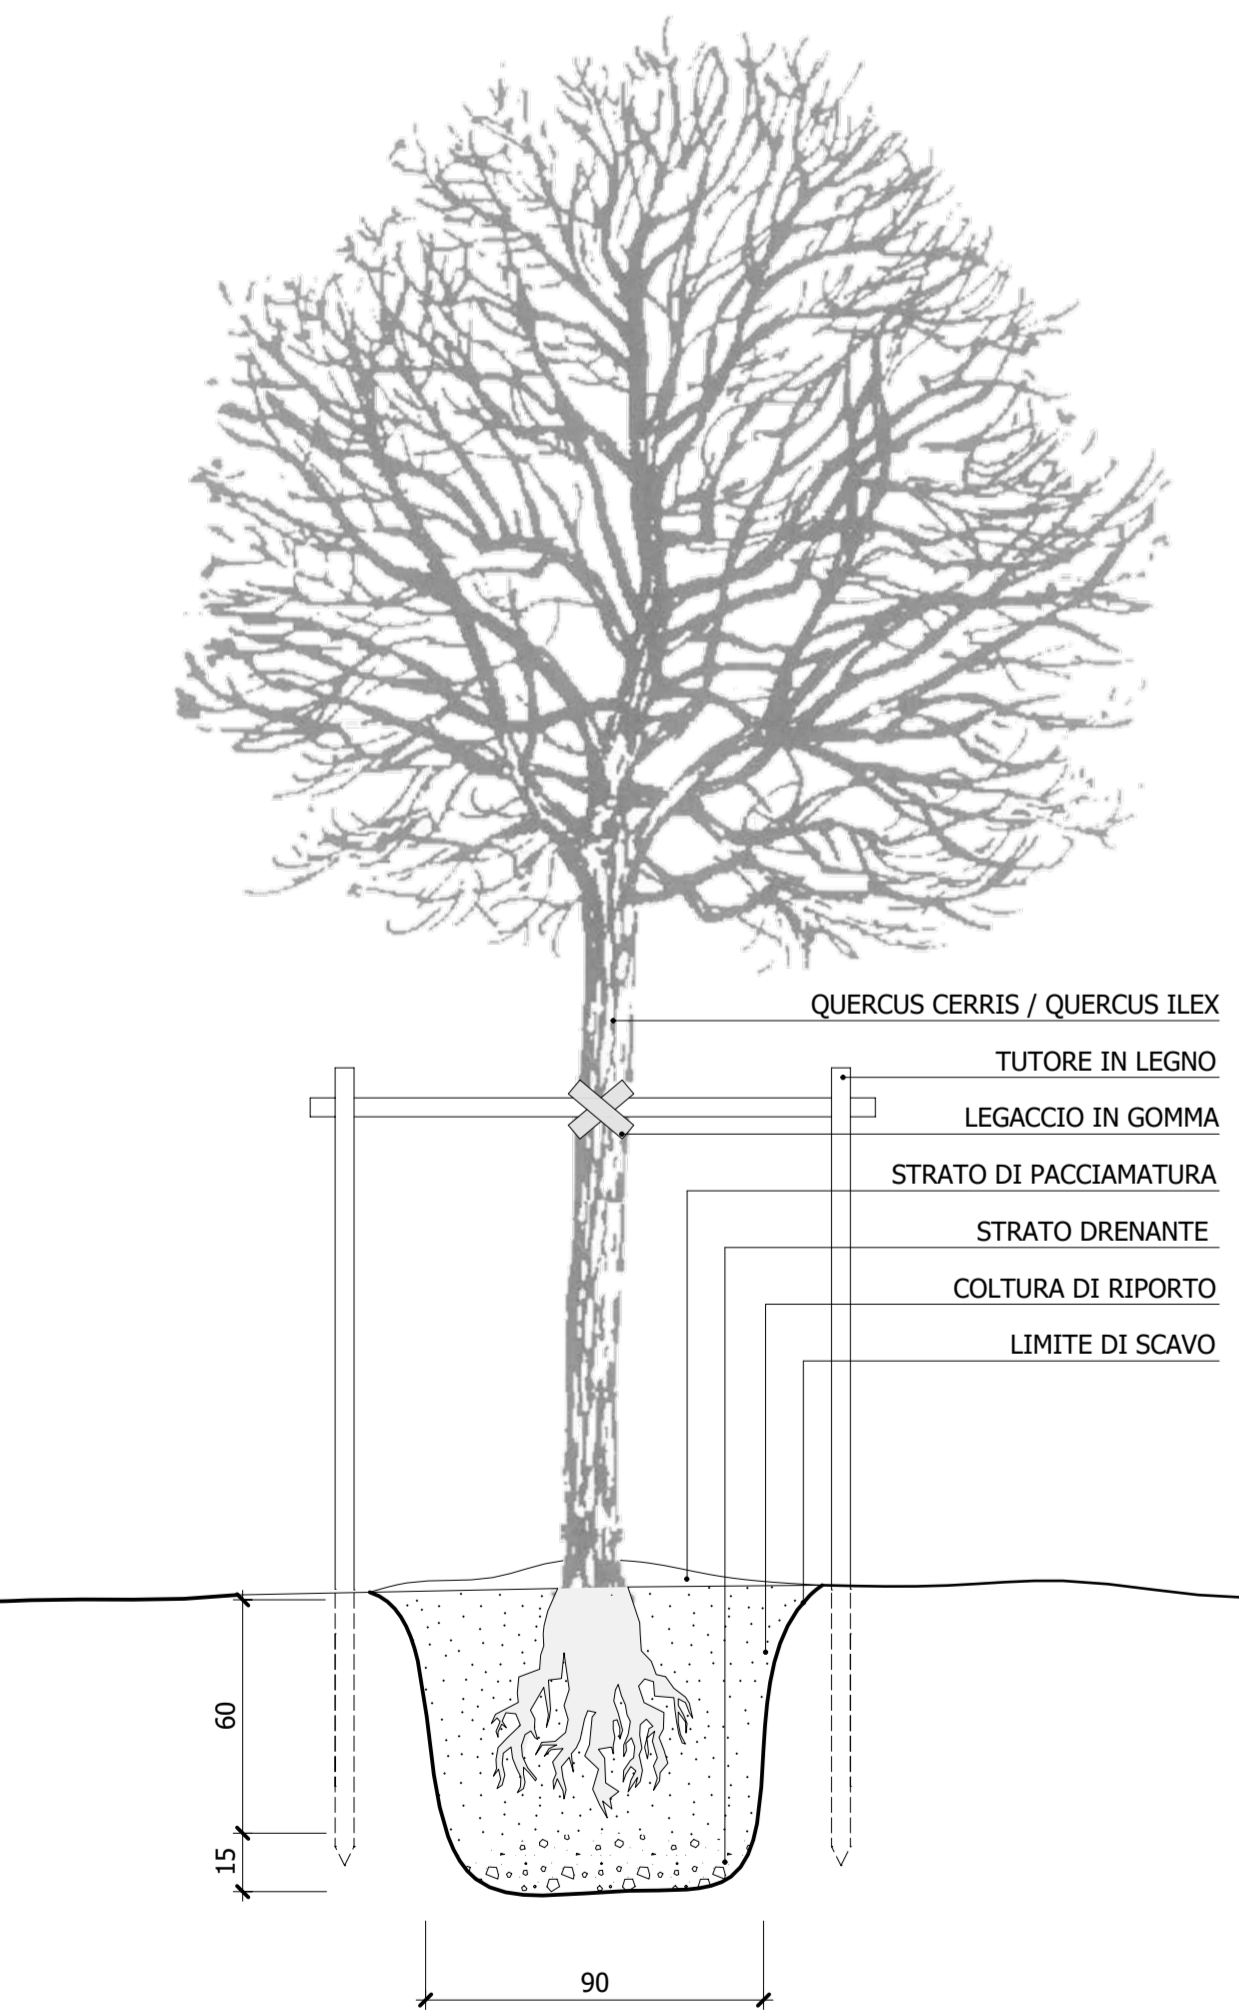 QUERCUS CERRIS / QUERCUS ILEX
TUTORE IN LEGNO
LEGACCIO IN GOMMA
STRATO DI PACCIAMATURA
STRATO DRENANTE
COLTURA DI RIPORTO
LIMITE DI SCAVO
60
15
90